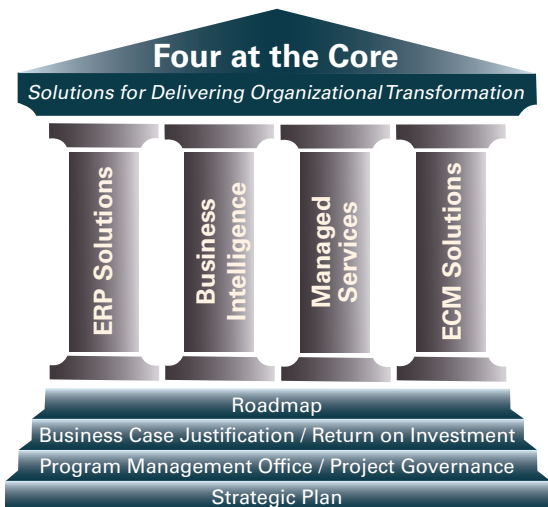 Four at the Core
Solutions for Delivering Organizational Transformation
ERP Solutions
Business
Intelligence
Managed
Services
ECM Solutions
Roadmap
Business Case Justification / Return on Investment
Program Management Office / Project Governance
Strategic Plan